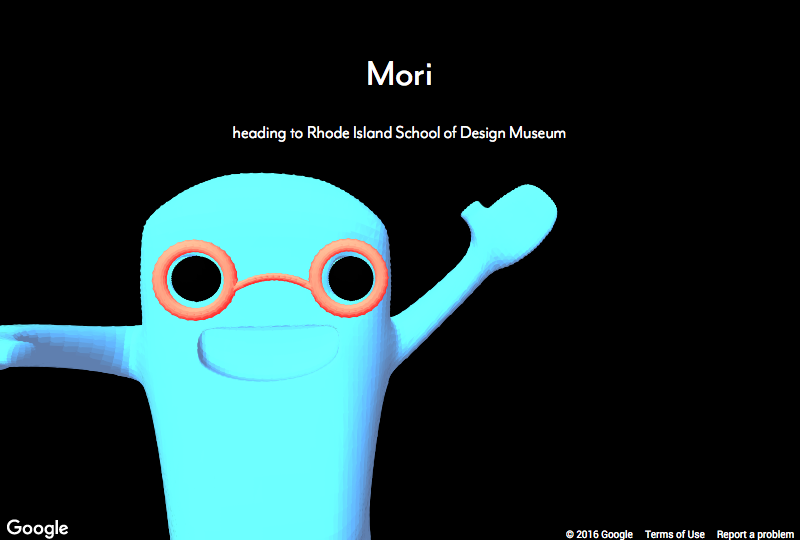 Mori
heading to Rhode Island School of Design Museum
Google
© 2016 Google Terms of Use Report a problem